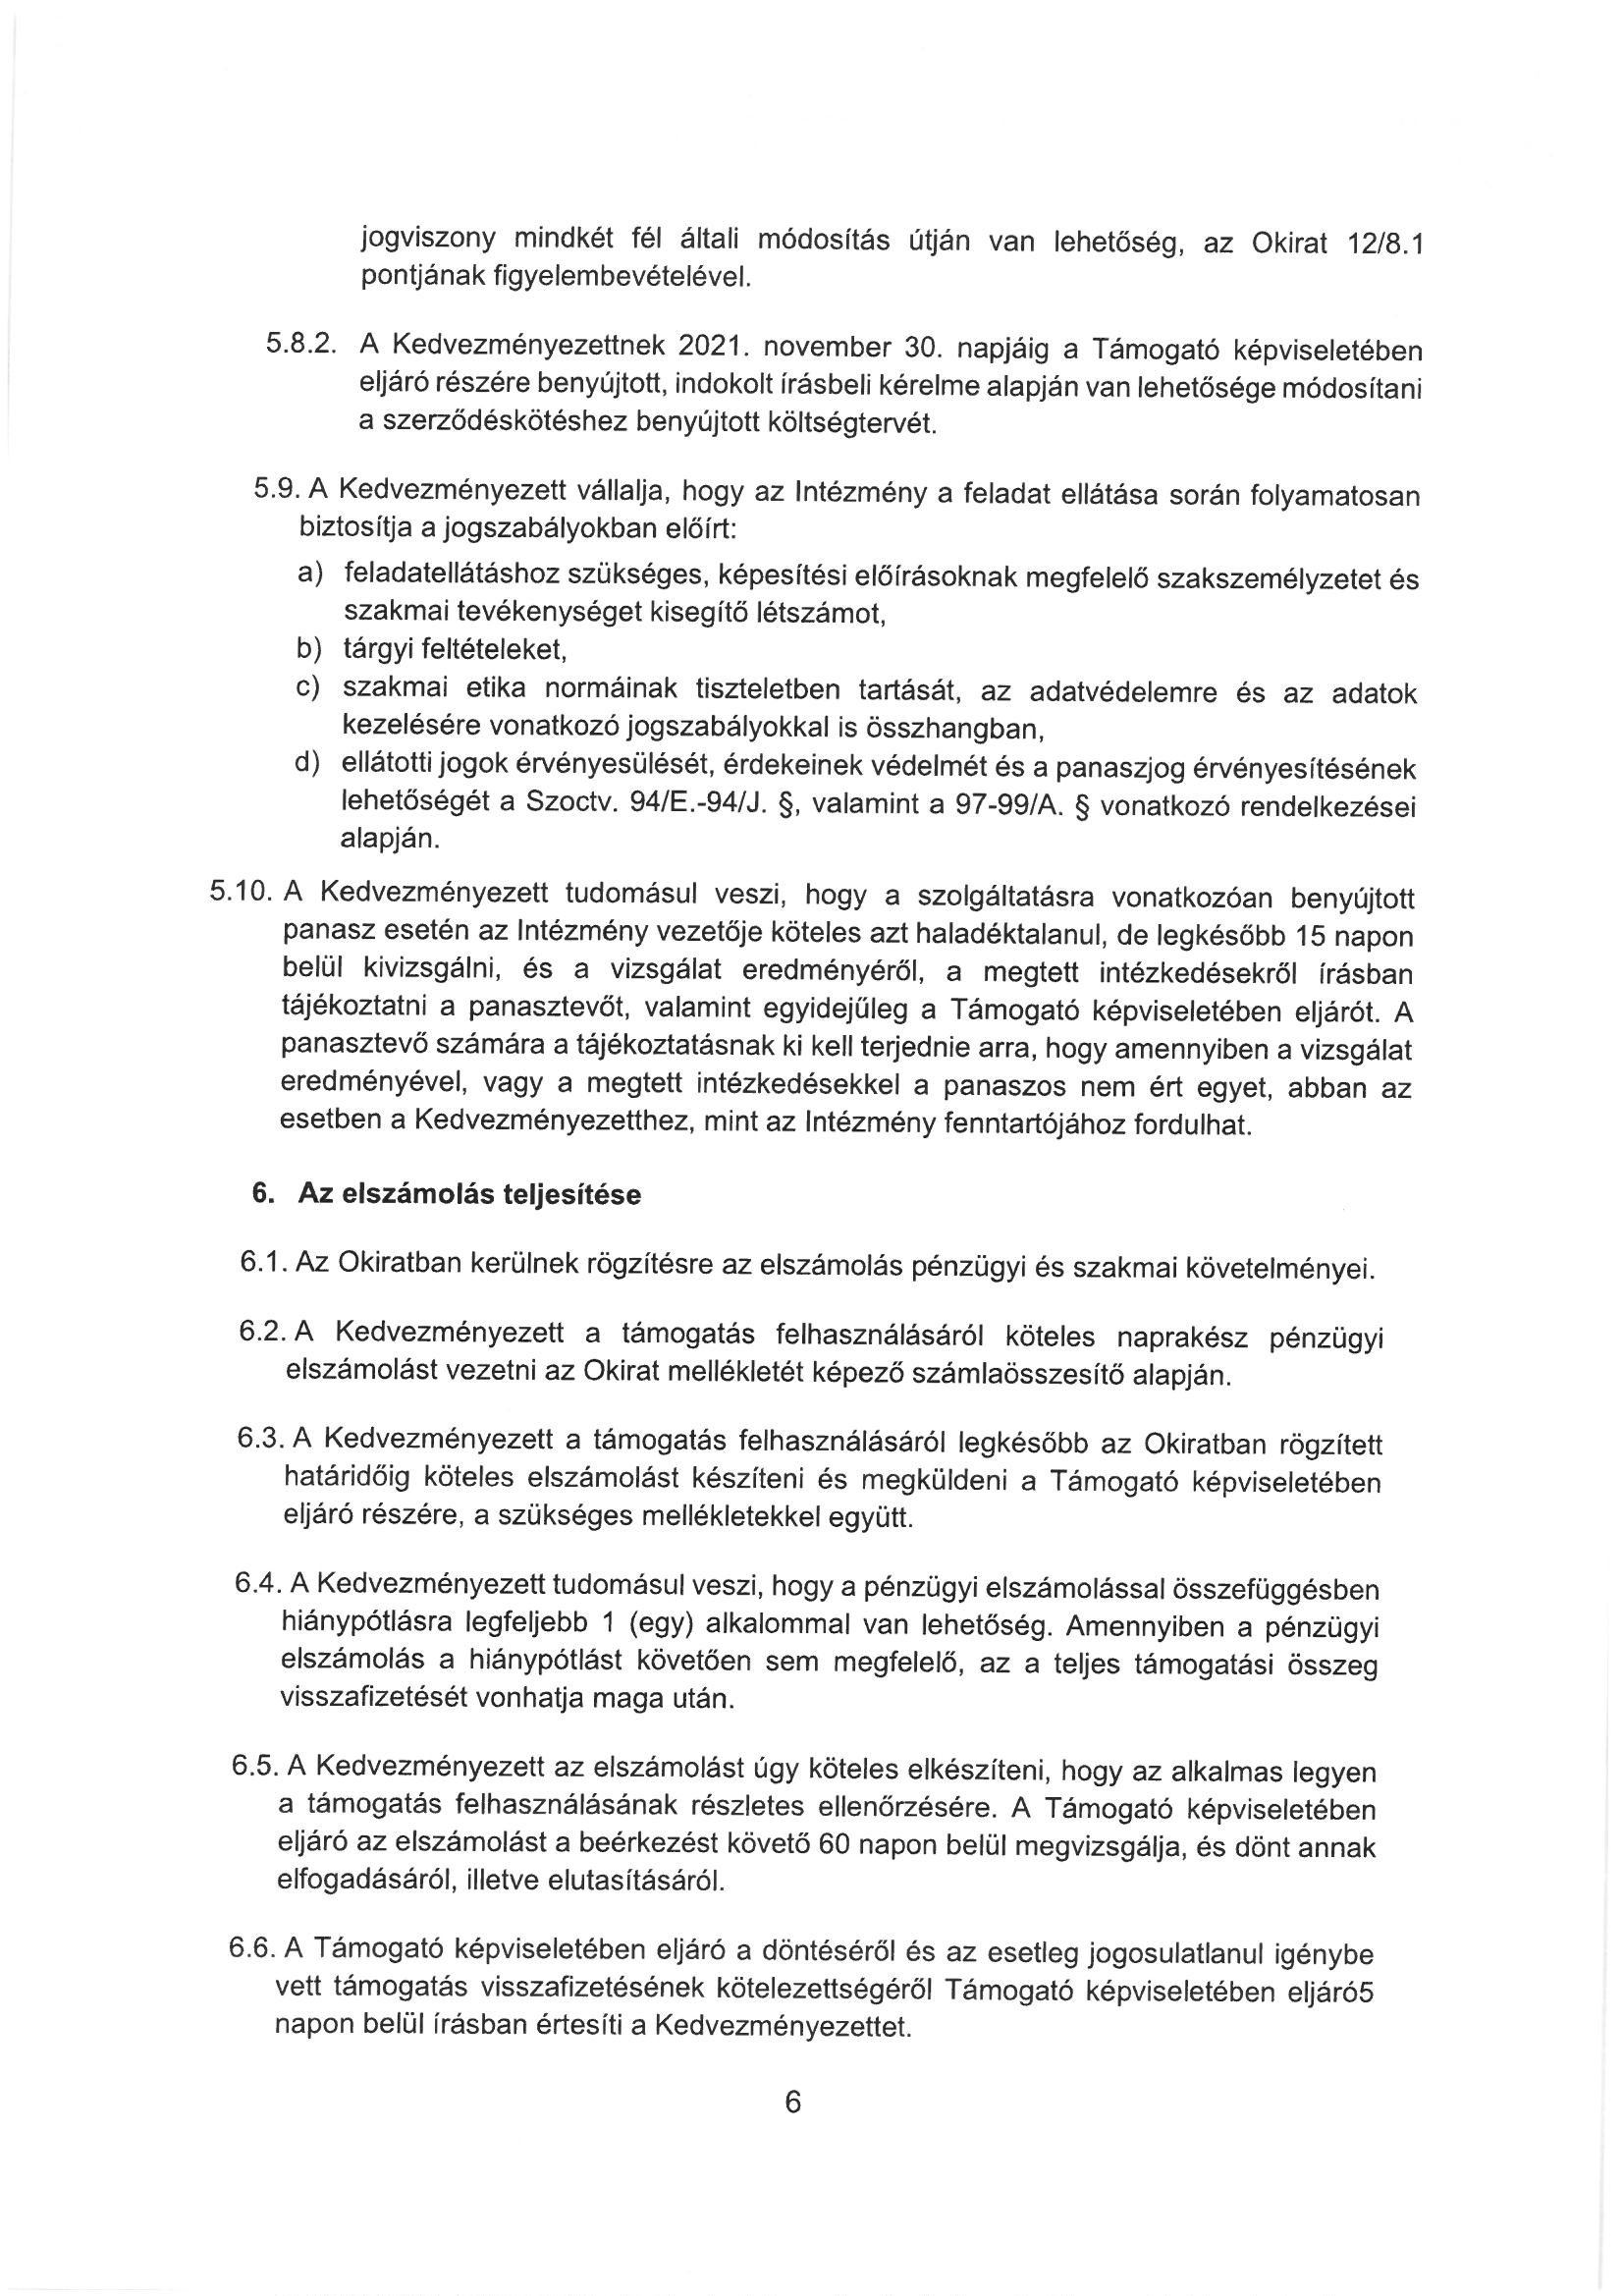 jogviszony mindkét fél általi módosítás útján van lehetőség, az Okirat 12/8.1
pontjának figyelembevételével.
5.8.2. A Kedvezményezettnek 2021. november 30. napjáig a Támogató képviseletében
eljáró részére benyújtott, indokolt írásbeli kérelme alapján van lehetősége módosítani
a szerződéskötéshez benyújtott költségtervét.
5.9. A Kedvezményezett vállalja, hogy az Intézmény a feladat ellátása során folyamatosan
biztosítja a jogszabályokban előírt:
a) feladatellátáshoz szükséges, képesítési előírásoknak megfelelő szakszemélyzetet és
szakmai tevékenységet kisegítő létszámot,
b) tárgyi feltételeket,
c) szakmai etika normáinak tiszteletben tartását, az adatvédelemre és az adatok
kezelésére vonatkozó jogszabályokkal is összhangban,
d) ellátotti jogok érvényesülését, érdekeinek védelmét és a panaszjog érvényesítésének
lehetőségét a Szoctv. 94/E.-94/J. §, valamint a 97-99/A. § vonatkozó rendelkezései
alapján.
5.10. A Kedvezményezett tudomásul veszi, hogy a szolgáltatásra vonatkozóan benyújtott
panasz esetén az Intézmény vezetője köteles azt haladéktalanul, de legkésőbb 15 napon
belül kivizsgálni, és a vizsgálat eredményéről, a megtett intézkedésekről írásban
tájékoztatni a panasztevőt, valamint egyidejűleg a Támogató képviseletében eljárót. A
panasztevő számára a tájékoztatásnak ki kell terjednie arra, hogy amennyiben a vizsgálat
eredményével, vagy a megtett intézkedésekkel a panaszos nem ért egyet, abban az
esetben a Kedvezményezetthez, mint az Intézmény fenntartójához fordulhat.
6. Az elszámolás teljesítése
6.1. Az Okiratban kerülnek rögzítésre az elszámolás pénzügyi és szakmai követelményei.
6.2. A Kedvezményezett a támogatás felhasználásáról köteles naprakész pénzügyi
elszámolást vezetni az Okirat mellékletét képező számlaösszesítő alapján.
6.3. A Kedvezményezett a támogatás felhasználásáról legkésőbb az Okiratban rögzített
határidőig köteles elszámolást készíteni és megküldeni a Támogató képviseletében
eljáró részére, a szükséges mellékletekkel együtt.
6.4. A Kedvezményezett tudomásul veszi, hogy a pénzügyi elszámolással összefüggésben
hiánypótlásra legfeljebb 1 (egy) alkalommal van lehetőség. Amennyiben a pénzügyi
elszámolás a hiánypótlást követően sem megfelelő, az a teljes támogatási összeg
visszafizetését vonhatja maga után.
6.5. A Kedvezményezett az elszámolást úgy köteles elkészíteni, hogy az alkalmas legyen
a támogatás felhasználásának részletes ellenőrzésére. A Támogató képviseletében
eljáró az elszámolást a beérkezést követő 60 napon belül megvizsgálja, és dönt annak
elfogadásáról, illetve elutasításáról.
6.6. A Támogató képviseletében eljáró a döntéséről és az esetleg jogosulatlanul igénybe
vett támogatás visszafizetésének kötelezettségéről Támogató képviseletében eljáró5
napon belül írásban értesíti a Kedvezményezettet.
6